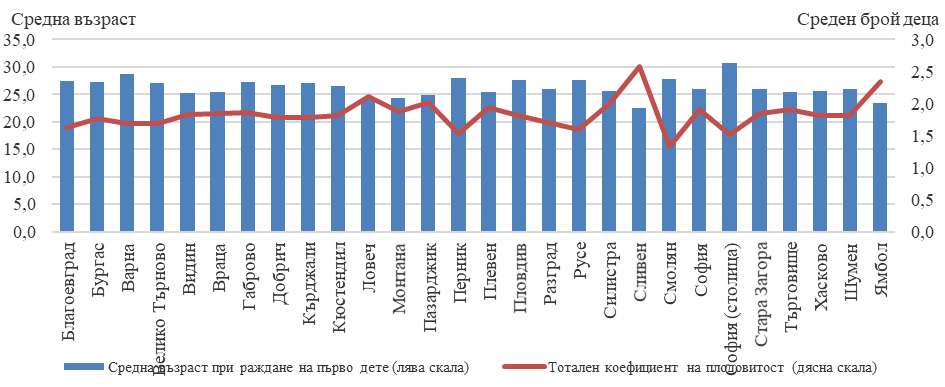 Средна възраст
Среден брой деца
35,0
30,0
25,0
20,0
15,0
10,0
5,0
0,0
3,0
2,5
2,0
1,5
1,0
0,5
0,0
Благоевград
Бургас
Варна
Велико Търново
Видин
Враца
Габрово
Добрич
Кърджали
Кюстендил
Ловеч
Монтана
Пазарджик
Перник
Плевен
Пловдив
Разград
Русе
Силистра
Сливен
Смолян
София
София (столица)
Стара Загора
Търговище
Хасково
Шумен
Ямбол
Средна възраст при раждане на първо дете (лява скала)
Тотален коефициент на плодовитост (дясна скала)